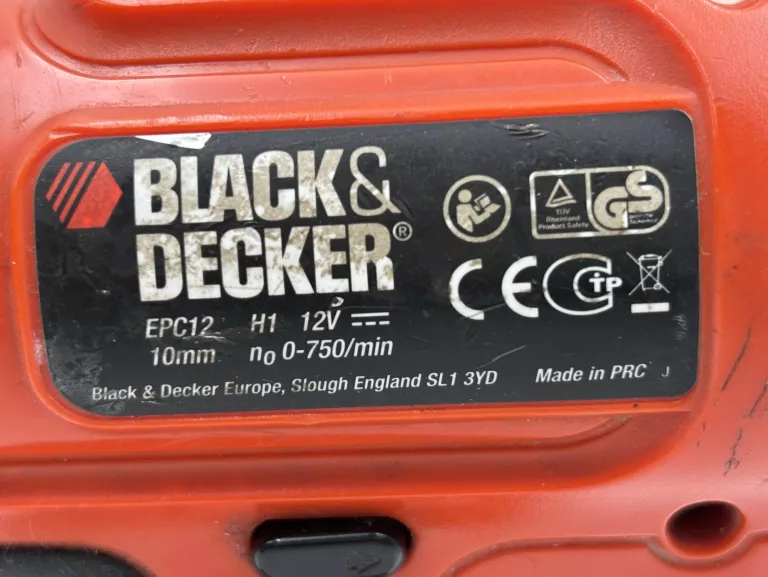 BLACK&
DECKER®
EPC12 H1 12V
10mm n₀ 0-750/min
Black & Decker Europe, Slough England SL1 3YD
Made in PRC J
TÜV
Rheinland
Product Safety
GS
CE
TP